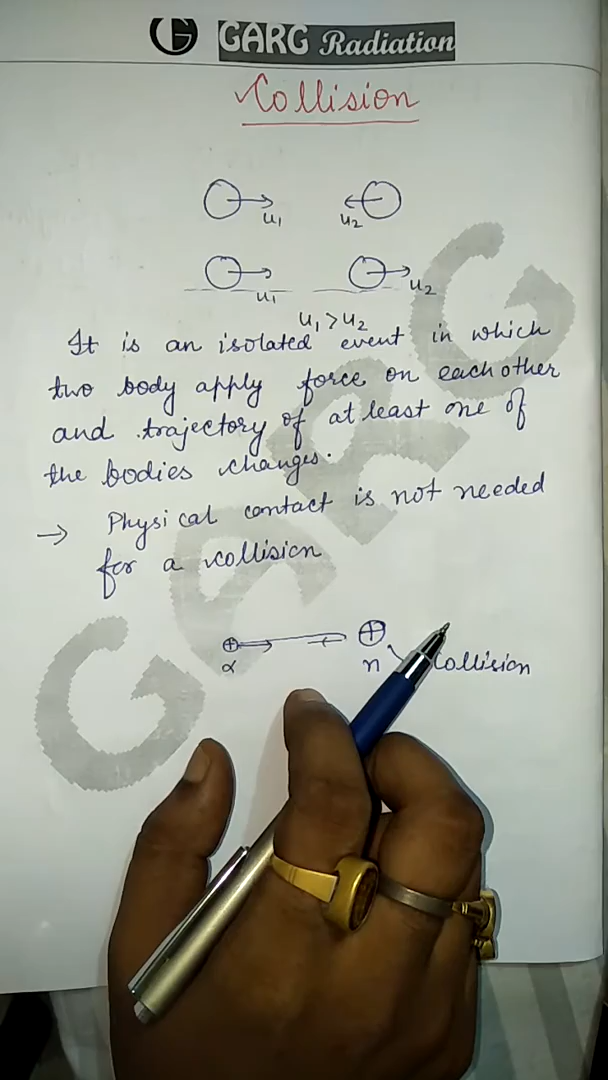 G GARG Radiation
Collision
u₁ u₂
u₁ u₂
u₁ > u₂
It is an isolated event in which
two body apply force on each other
and trajectory of at least one of
the bodies changes.
→ Physical contact is not needed
for a collision
α n Collision
GARG